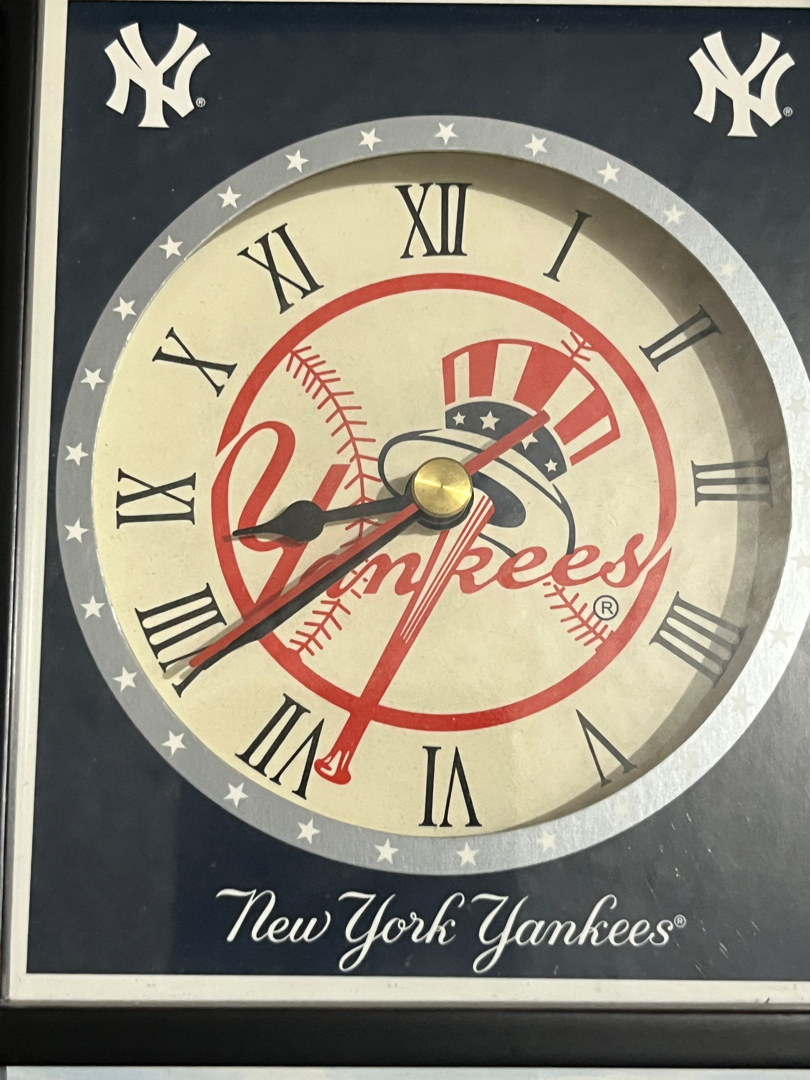 NY® NY®
XII
XI I
X II
Yankees ®
IX III
VIII IIII
VII V
VI
New York Yankees®